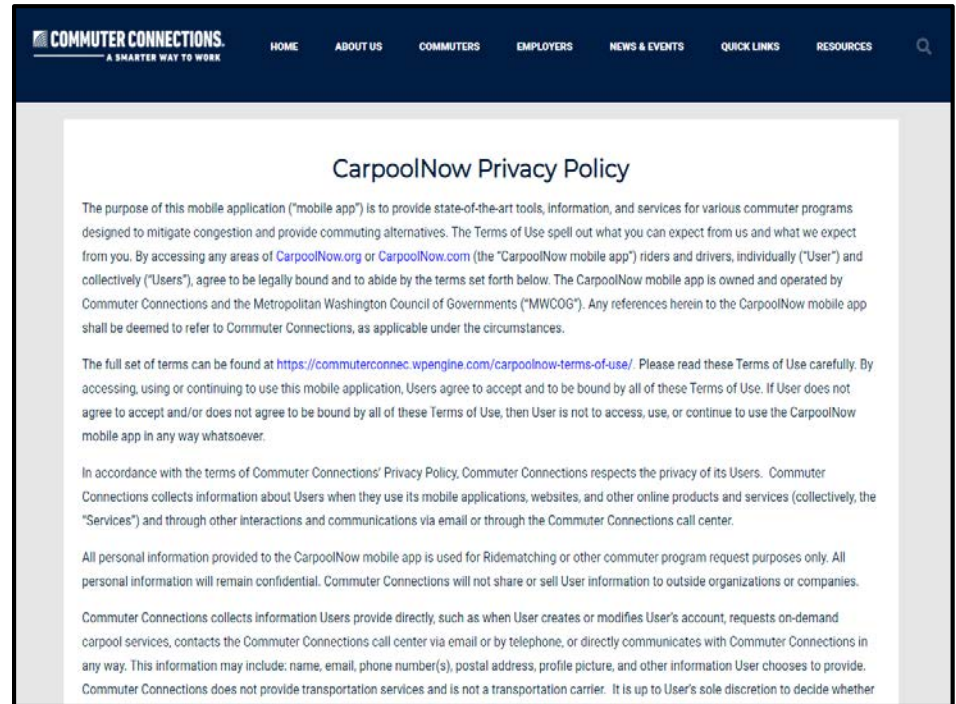 COMMUTER CONNECTIONS.
A SMARTER WAY TO WORK
HOME ABOUT US COMMUTERS EMPLOYERS NEWS & EVENTS QUICK LINKS RESOURCES
CarpoolNow Privacy Policy
The purpose of this mobile application ("mobile app") is to provide state-of-the-art tools, information, and services for various commuter programs
designed to mitigate congestion and provide commuting alternatives. The Terms of Use spell out what you can expect from us and what we expect
from you. By accessing any areas of CarpoolNow.org or CarpoolNow.com (the "CarpoolNow mobile app") riders and drivers, individually ("User") and
collectively ("Users"), agree to be legally bound and to abide by the terms set forth below. The CarpoolNow mobile app is owned and operated by
Commuter Connections and the Metropolitan Washington Council of Governments ("MWCOG"). Any references herein to the CarpoolNow mobile app
shall be deemed to refer to Commuter Connections, as applicable under the circumstances.
The full set of terms can be found at https://commuterconnec.wpengine.com/carpoolnow-terms-of-use/. Please read these Terms of Use carefully. By
accessing, using or continuing to use this mobile application, Users agree to accept and to be bound by all of these Terms of Use. If User does not
agree to accept and/or does not agree to be bound by all of these Terms of Use, then User is not to access, use, or continue to use the CarpoolNow
mobile app in any way whatsoever.
In accordance with the terms of Commuter Connections' Privacy Policy, Commuter Connections respects the privacy of its Users. Commuter
Connections collects information about Users when they use its mobile applications, websites, and other online products and services (collectively, the
"Services") and through other interactions and communications via email or through the Commuter Connections call center.
All personal information provided to the CarpoolNow mobile app is used for Ridematching or other commuter program request purposes only. All
personal information will remain confidential. Commuter Connections will not share or sell User information to outside organizations or companies.
Commuter Connections collects information Users provide directly, such as when User creates or modifies User's account, requests on-demand
carpool services, contacts the Commuter Connections call center via email or by telephone, or directly communicates with Commuter Connections in
any way. This information may include: name, email, phone number(s), postal address, profile picture, and other information User chooses to provide.
Commuter Connections does not provide transportation services and is not a transportation carrier. It is up to User's sole discretion to decide whether